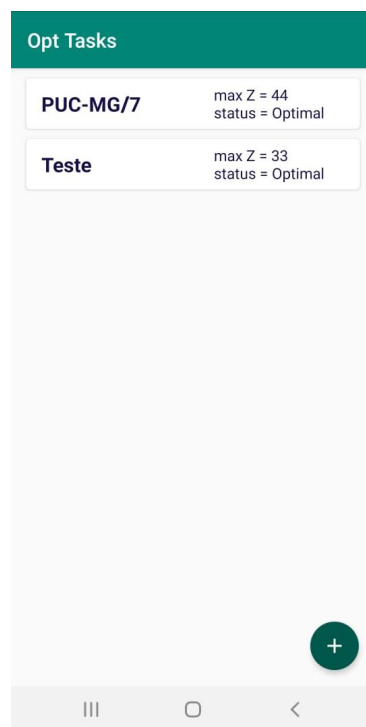 Opt Tasks
PUC-MG/7
max Z = 44
status = Optimal
Teste
max Z = 33
status = Optimal
+